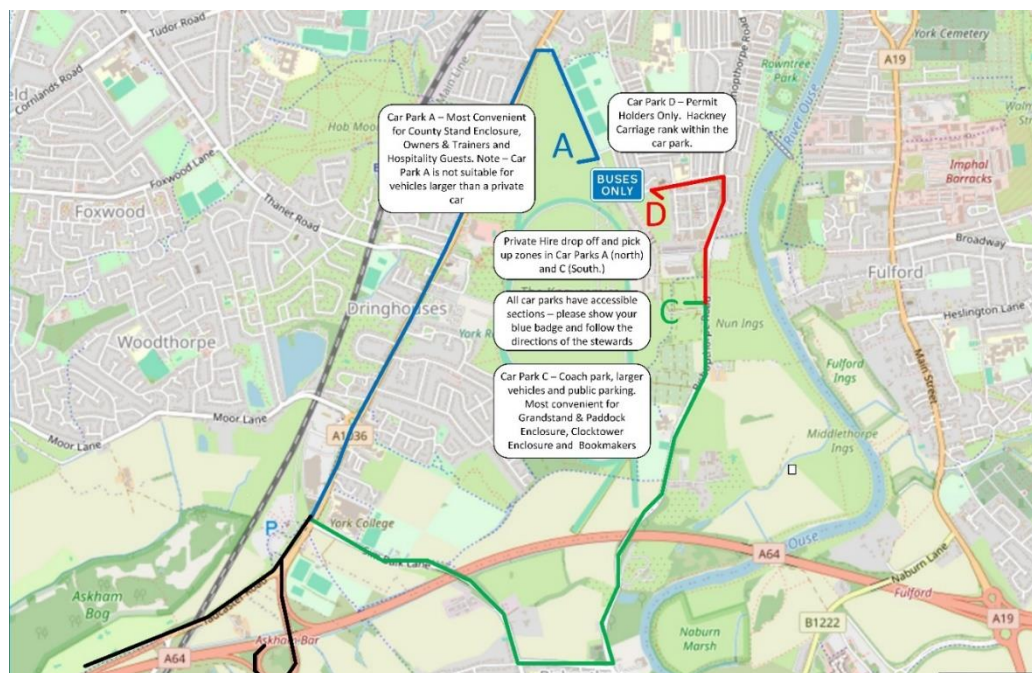 Tudor Road
Cornlands Road
Main Line
Hob Moor
Foxwood Lane
Foxwood
Thanet Road
Car Park A – Most Convenient
for County Stand Enclosure,
Owners & Trainers and
Hospitality Guests. Note – Car
Park A is not suitable for
vehicles larger than a private
car
A
Car Park D – Permit
Holders Only. Hackney
Carriage rank within the
car park.
BUSES
ONLY
D
Rowntree
Park
River Ouse
York Cemetery
A19
Imphal
Barracks
Broadway
Fulford
Heslington Lane
Private Hire drop off and pick
up zones in Car Parks A (north)
and C (South.)
Dringhouses
Woodthorpe
All car parks have accessible
sections – please show your
blue badge and follow the
directions of the stewards
C
Nun Ings
Fulford
Ings
Main Street
Car Park C – Coach park, larger
vehicles and public parking.
Most convenient for
Grandstand & Paddock
Enclosure, Clocktower
Enclosure and Bookmakers
Moor Lane
Moor Lane
A1036
Middlethorpe
Ings
P
York College
Ouse
A64
Naburn Lane
Fulford
Askham
Bog
Askham Bar
A64
Naburn
Marsh
B1222
A19